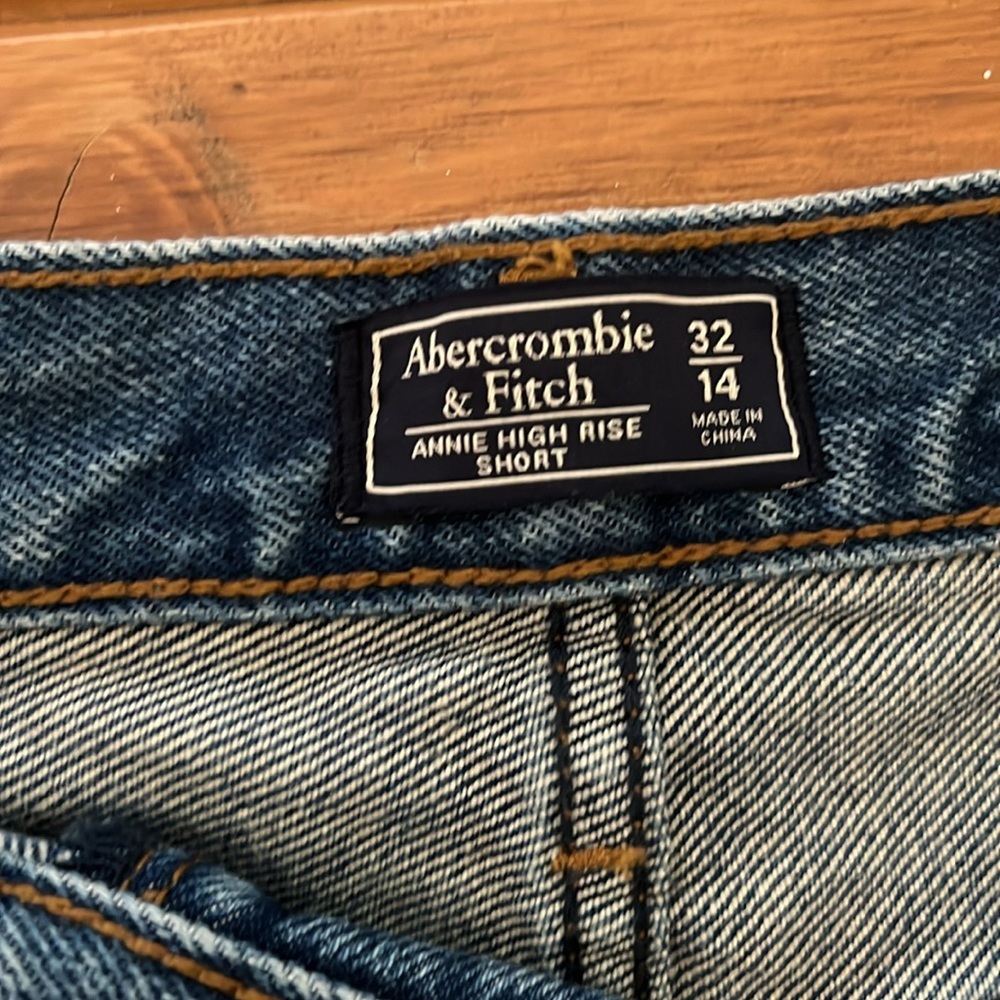 Abercrombie
& Fitch
ANNIE HIGH RISE
SHORT
32
14
MADE IN
CHINA